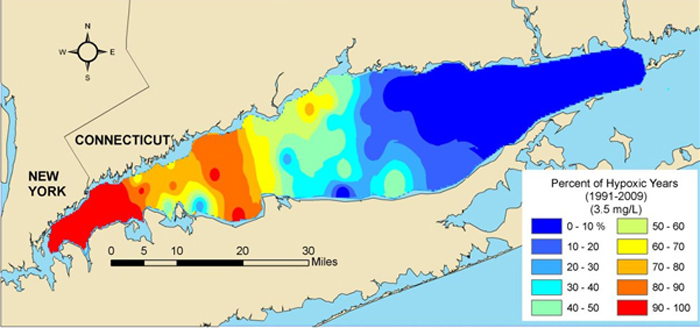 N
W E
S
CONNECTICUT
NEW
YORK
0 5 10 20 30
Miles
Percent of Hypoxic Years
(1991-2009)
(3.5 mg/L)
0 - 10 %
10 - 20
20 - 30
30 - 40
40 - 50
50 - 60
60 - 70
70 - 80
80 - 90
90 - 100